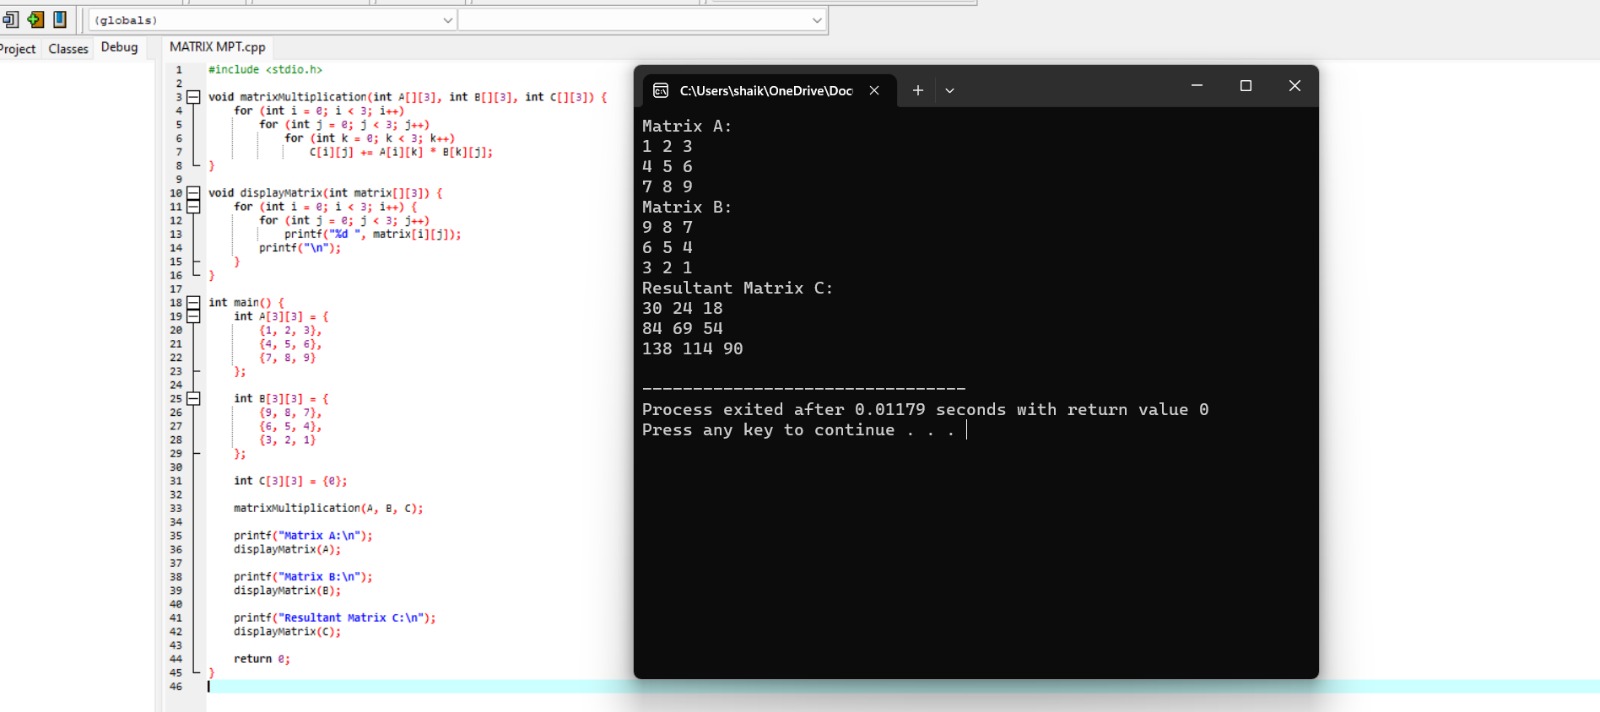 (globals)
Project Classes Debug
MATRIX MPT.cpp
1 #include <stdio.h>
2
3 void matrixMultiplication(int A[][3], int B[][3], int C[][3]) {
4 for (int i = 0; i < 3; i++)
5 for (int j = 0; j < 3; j++)
6 for (int k = 0; k < 3; k++)
7 C[i][j] += A[i][k] * B[k][j];
8 }
9
10 void displayMatrix(int matrix[][3]) {
11 for (int i = 0; i < 3; i++) {
12 for (int j = 0; j < 3; j++)
13 printf("%d ", matrix[i][j]);
14 printf("\n");
15 }
16 }
17
18 int main() {
19 int A[3][3] = {
20 {1, 2, 3},
21 {4, 5, 6},
22 {7, 8, 9}
23 };
24
25 int B[3][3] = {
26 {9, 8, 7},
27 {6, 5, 4},
28 {3, 2, 1}
29 };
30
31 int C[3][3] = {0};
32
33 matrixMultiplication(A, B, C);
34
35 printf("Matrix A:\n");
36 displayMatrix(A);
37
38 printf("Matrix B:\n");
39 displayMatrix(B);
40
41 printf("Resultant Matrix C:\n");
42 displayMatrix(C);
43
44 return 0;
45 }
46
C:\Users\shaik\OneDrive\Doc
Matrix A:
1 2 3
4 5 6
7 8 9
Matrix B:
9 8 7
6 5 4
3 2 1
Resultant Matrix C:
30 24 18
84 69 54
138 114 90
--------------------------------
Process exited after 0.01179 seconds with return value 0
Press any key to continue . . .